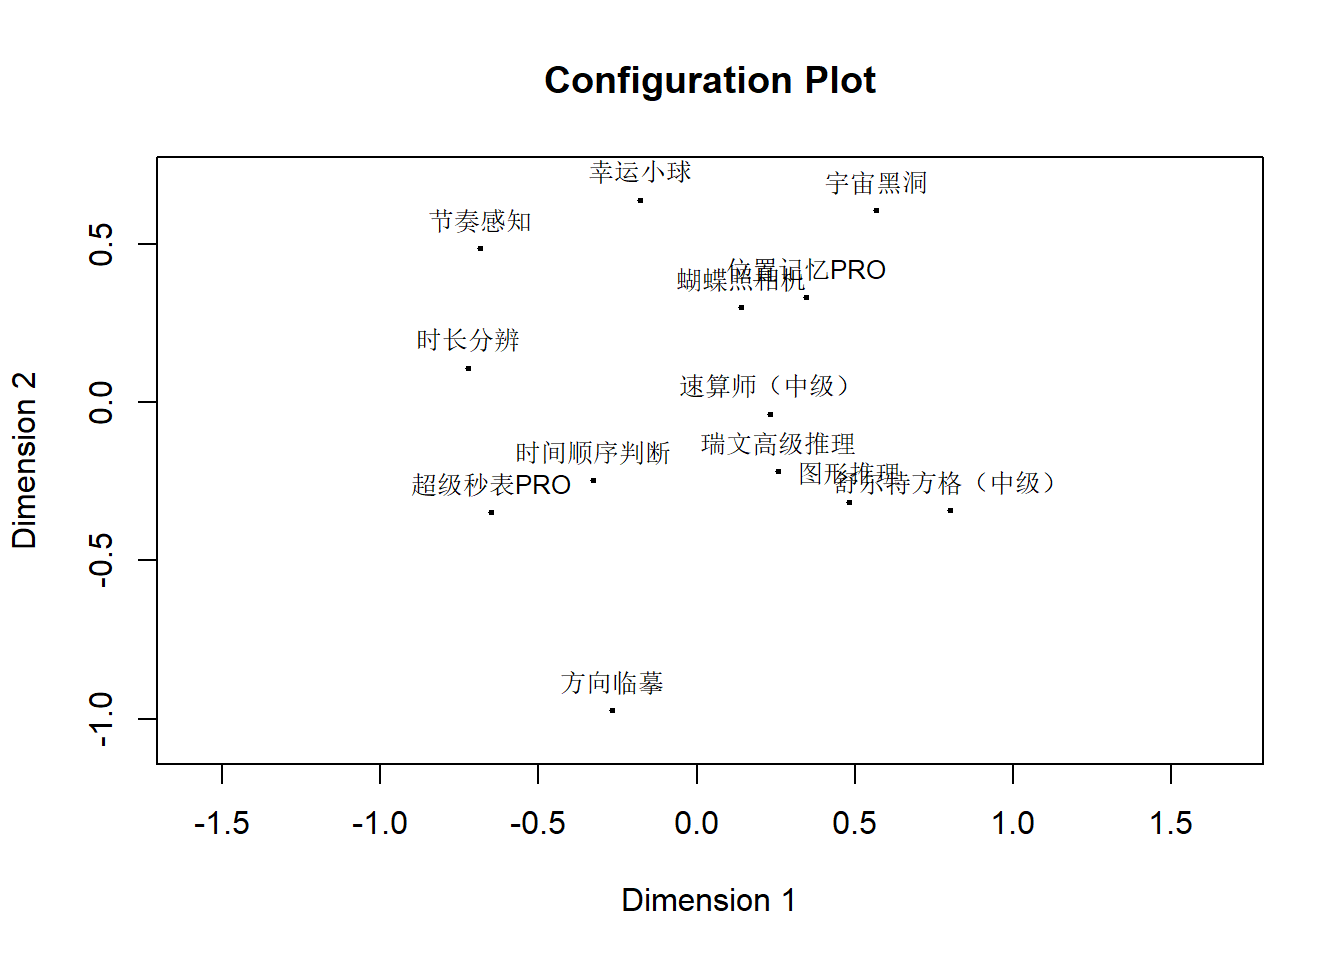 Configuration Plot
幸运小球
宇宙黑洞
节奏感知
位置记忆PRO
蝴蝶照相机
时长分辨
速算师（中级）
瑞文高级推理
时间顺序判断
图形推理
超级秒表PRO
舒尔特方格（中级）
方向临摹
0.5
0.0
-0.5
-1.0
Dimension 2
-1.5
-1.0
-0.5
0.0
0.5
1.0
1.5
Dimension 1